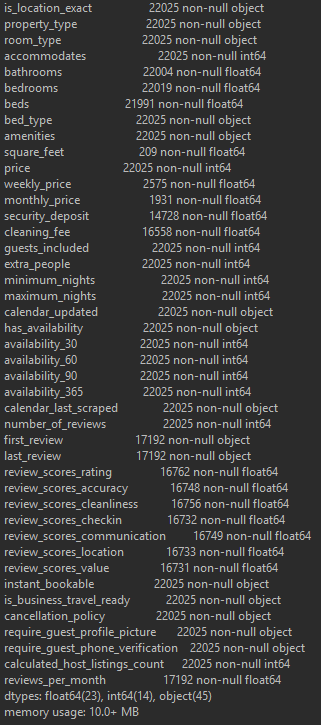 is_location_exact 22025 non-null object
property_type 22025 non-null object
room_type 22025 non-null object
accommodates 22025 non-null int64
bathrooms 22004 non-null float64
bedrooms 22019 non-null float64
beds 21991 non-null float64
bed_type 22025 non-null object
amenities 22025 non-null object
square_feet 209 non-null float64
price 22025 non-null int64
weekly_price 2575 non-null float64
monthly_price 1931 non-null float64
security_deposit 14728 non-null float64
cleaning_fee 16558 non-null float64
guests_included 22025 non-null int64
extra_people 22025 non-null int64
minimum_nights 22025 non-null int64
maximum_nights 22025 non-null int64
calendar_updated 22025 non-null object
has_availability 22025 non-null object
availability_30 22025 non-null int64
availability_60 22025 non-null int64
availability_90 22025 non-null int64
availability_365 22025 non-null int64
calendar_last_scraped 22025 non-null object
number_of_reviews 22025 non-null int64
first_review 17192 non-null object
last_review 17192 non-null object
review_scores_rating 16762 non-null float64
review_scores_accuracy 16748 non-null float64
review_scores_cleanliness 16756 non-null float64
review_scores_checkin 16732 non-null float64
review_scores_communication 16749 non-null float64
review_scores_location 16733 non-null float64
review_scores_value 16731 non-null float64
instant_bookable 22025 non-null object
is_business_travel_ready 22025 non-null object
cancellation_policy 22025 non-null object
require_guest_profile_picture 22025 non-null object
require_guest_phone_verification 22025 non-null object
calculated_host_listings_count 22025 non-null int64
reviews_per_month 17192 non-null float64
dtypes: float64(23), int64(14), object(45)
memory usage: 10.0+ MB